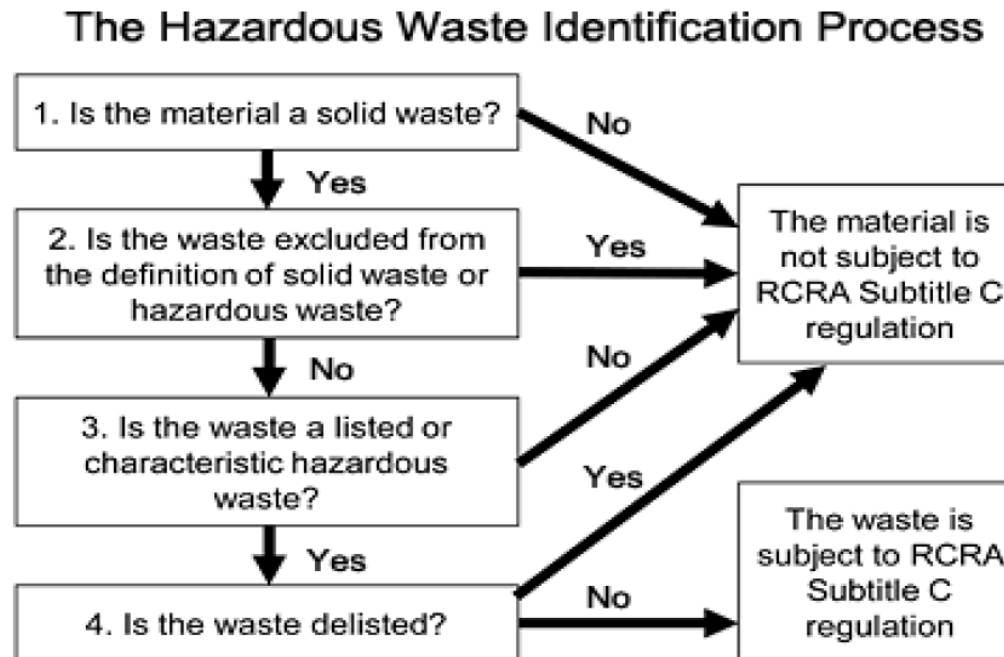 The Hazardous Waste Identification Process
1. Is the material a solid waste?
No
Yes
2. Is the waste excluded from
the definition of solid waste or
hazardous waste?
Yes
The material is
not subject to
RCRA Subtitle C
regulation
No
No
3. Is the waste a listed or
characteristic hazardous
waste?
Yes
Yes
4. Is the waste delisted?
No
The waste is
subject to RCRA
Subtitle C
regulation